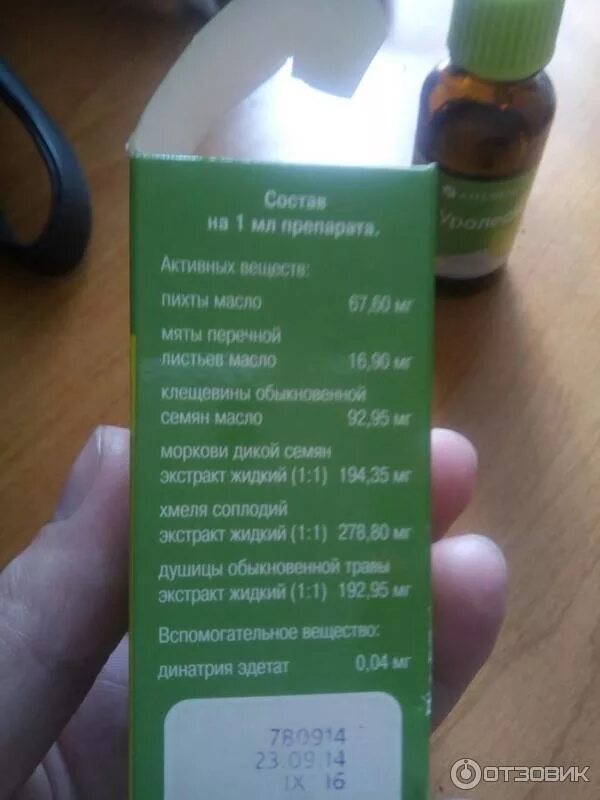 Состав
на 1 мл препарата.
Активных веществ:
пихты масло 67,60 мг
мяты перечной
листьев масло 16,90 мг
клещевины обыкновенной
семян масло 92,95 мг
моркови дикой семян
экстракт жидкий (1:1) 194,35 мг
хмеля соплодий
экстракт жидкий (1:1) 278,80 мг
душицы обыкновенной травы
экстракт жидкий (1:1) 192,95 мг
Вспомогательное вещество:
динатрия эдетат 0,04 мг
780914
23.09.14
IX 16
ОТЗОВИК